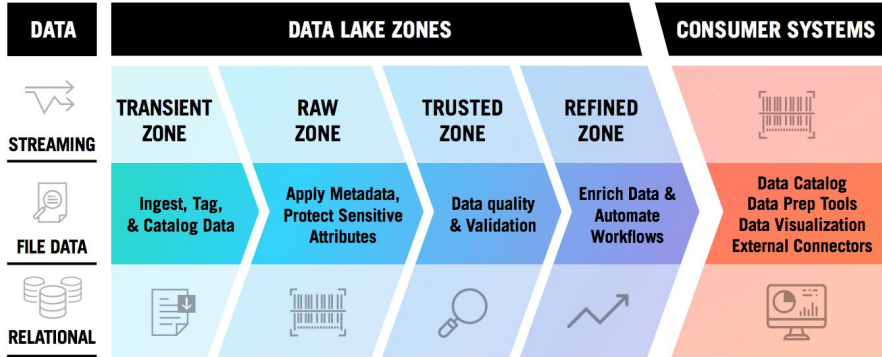 DATA
DATA LAKE ZONES
CONSUMER SYSTEMS
STREAMING
FILE DATA
RELATIONAL
TRANSIENT
ZONE
Ingest, Tag,
& Catalog Data
RAW
ZONE
Apply Metadata,
Protect Sensitive
Attributes
TRUSTED
ZONE
Data quality
& Validation
REFINED
ZONE
Enrich Data &
Automate
Workflows
Data Catalog
Data Prep Tools
Data Visualization
External Connectors